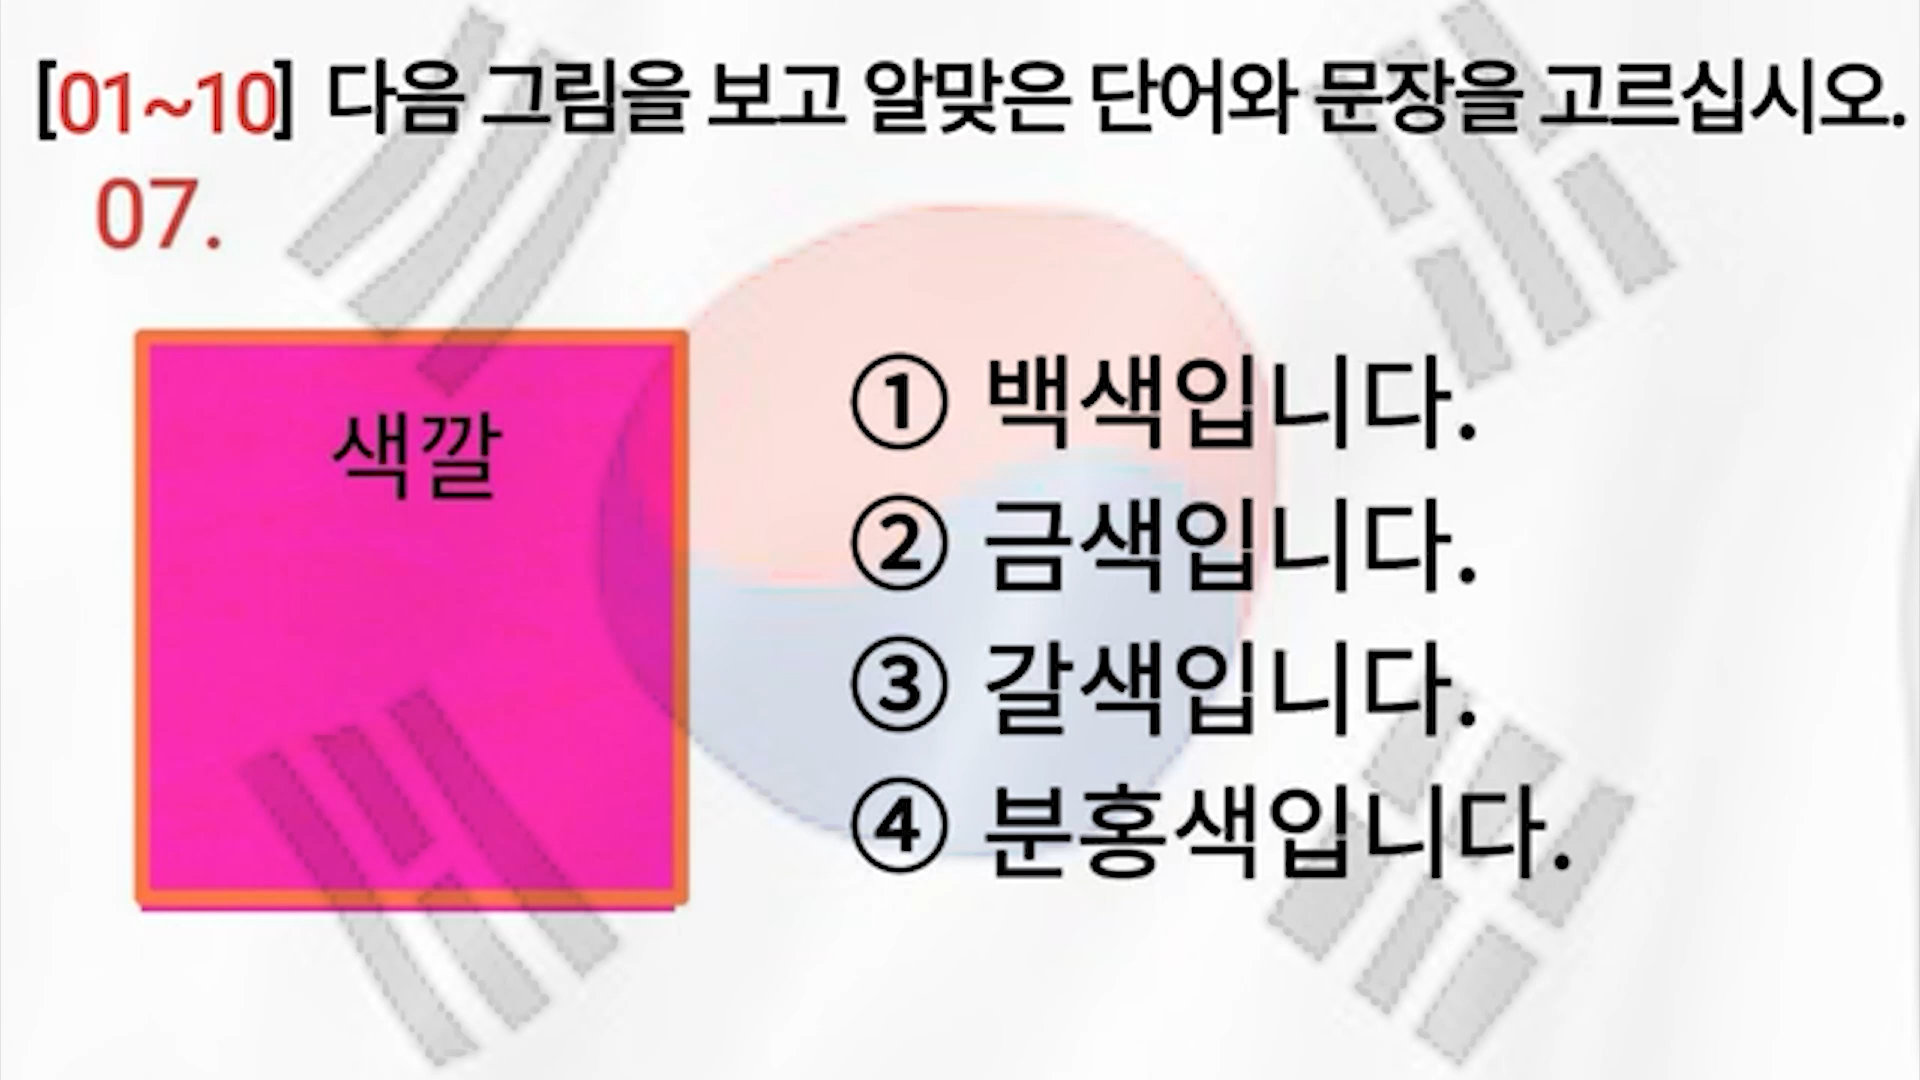 [01~10] 다음 그림을 보고 알맞은 단어와 문장을 고르십시오.
07.
색깔
① 백색입니다.
② 금색입니다.
③ 갈색입니다.
④ 분홍색입니다.